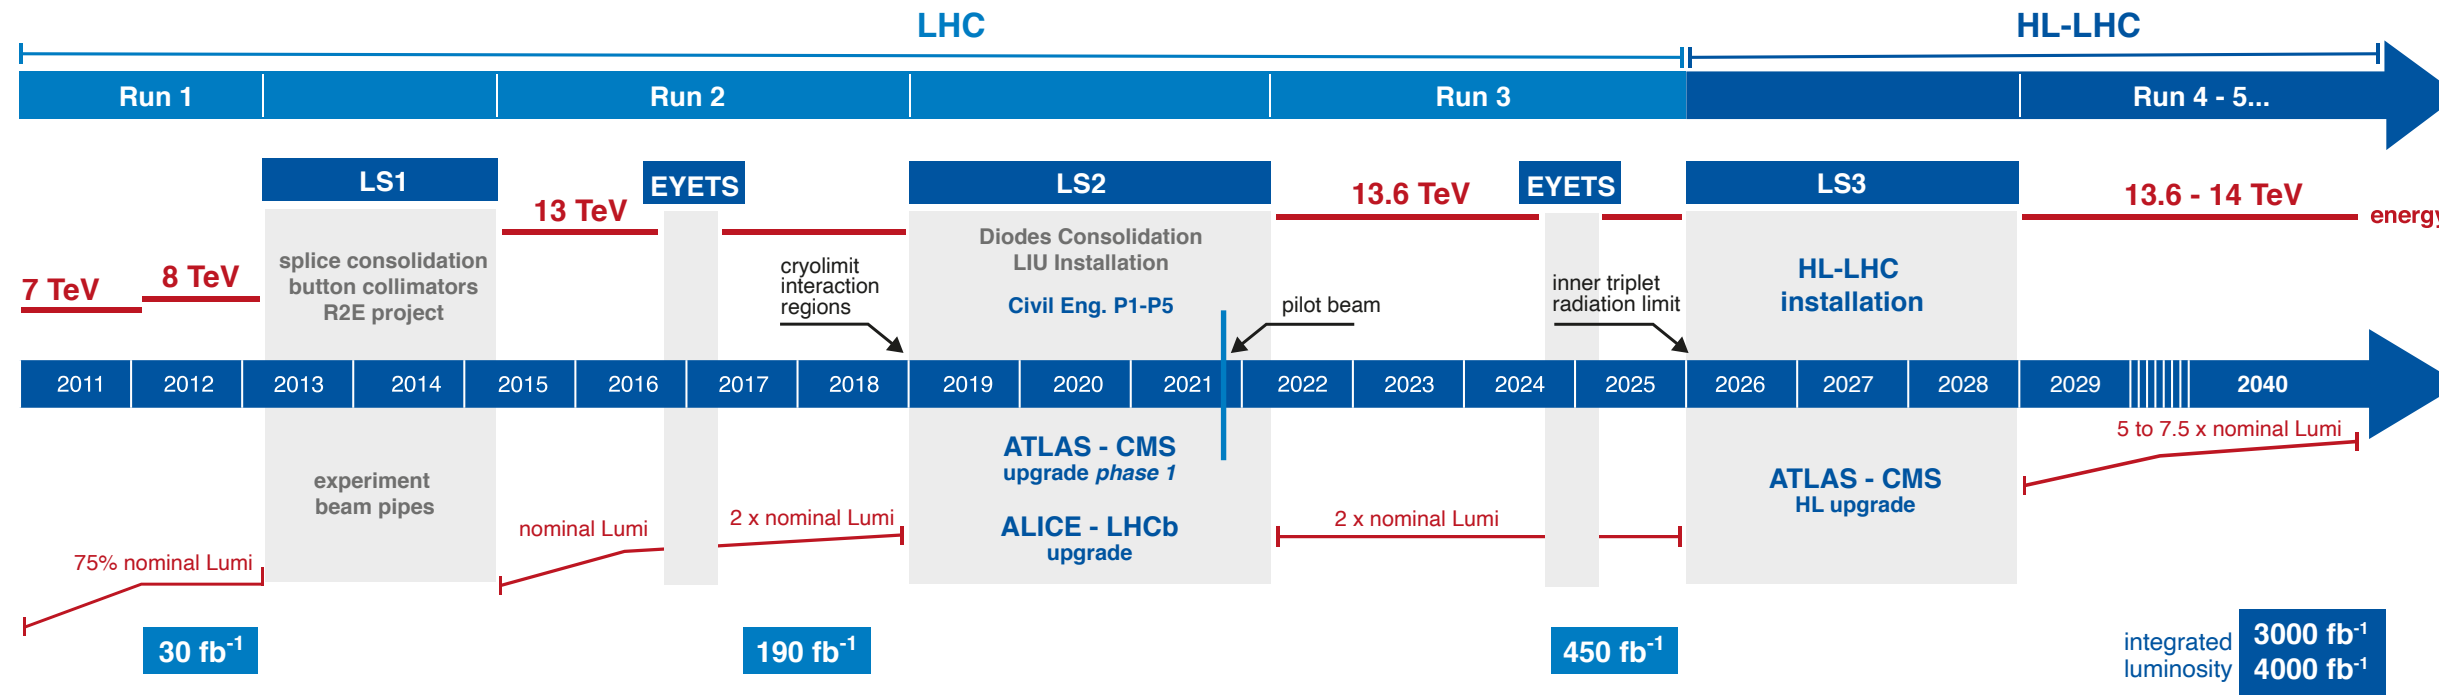 LHC
HL-LHC
Run 1
Run 2
Run 3
Run 4 - 5...
LS1
EYETS
LS2
EYETS
LS3
13 TeV
13.6 TeV
13.6 - 14 TeV
energy
7 TeV
8 TeV
splice consolidation
button collimators
R2E project
cryolimit
interaction
regions
Diodes Consolidation
LIU Installation
Civil Eng. P1-P5
pilot beam
inner triplet
radiation limit
HL-LHC
installation
2011
2012
2013
2014
2015
2016
2017
2018
2019
2020
2021
2022
2023
2024
2025
2026
2027
2028
2029
2040
experiment
beam pipes
ATLAS - CMS
upgrade phase 1
ALICE - LHCb
upgrade
ATLAS - CMS
HL upgrade
5 to 7.5 x nominal Lumi
75% nominal Lumi
nominal Lumi
2 x nominal Lumi
2 x nominal Lumi
30 fb⁻¹
190 fb⁻¹
450 fb⁻¹
integrated
luminosity
3000 fb⁻¹
4000 fb⁻¹